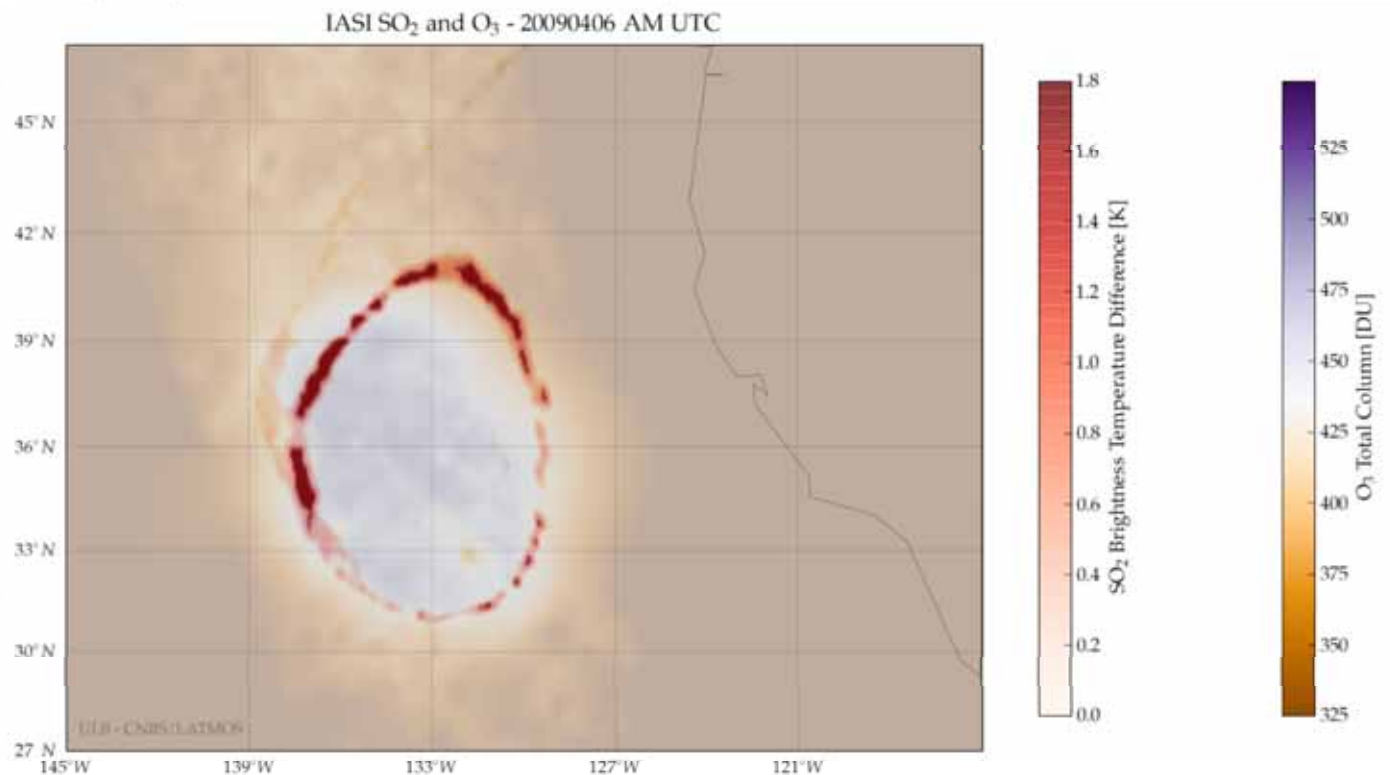 IASI SO₂ and O₃ - 20090406 AM UTC
45°N
42°N
39°N
36°N
33°N
30°N
27°N
145°W 139°W 133°W 127°W 121°W
ULB - CNRS/LATMOS
1.8
1.6
1.4
1.2
1.0
0.8
0.6
0.4
0.2
0.0
SO₂ Brightness Temperature Difference [K]
525
500
475
450
425
400
375
350
325
O₃ Total Column [DU]